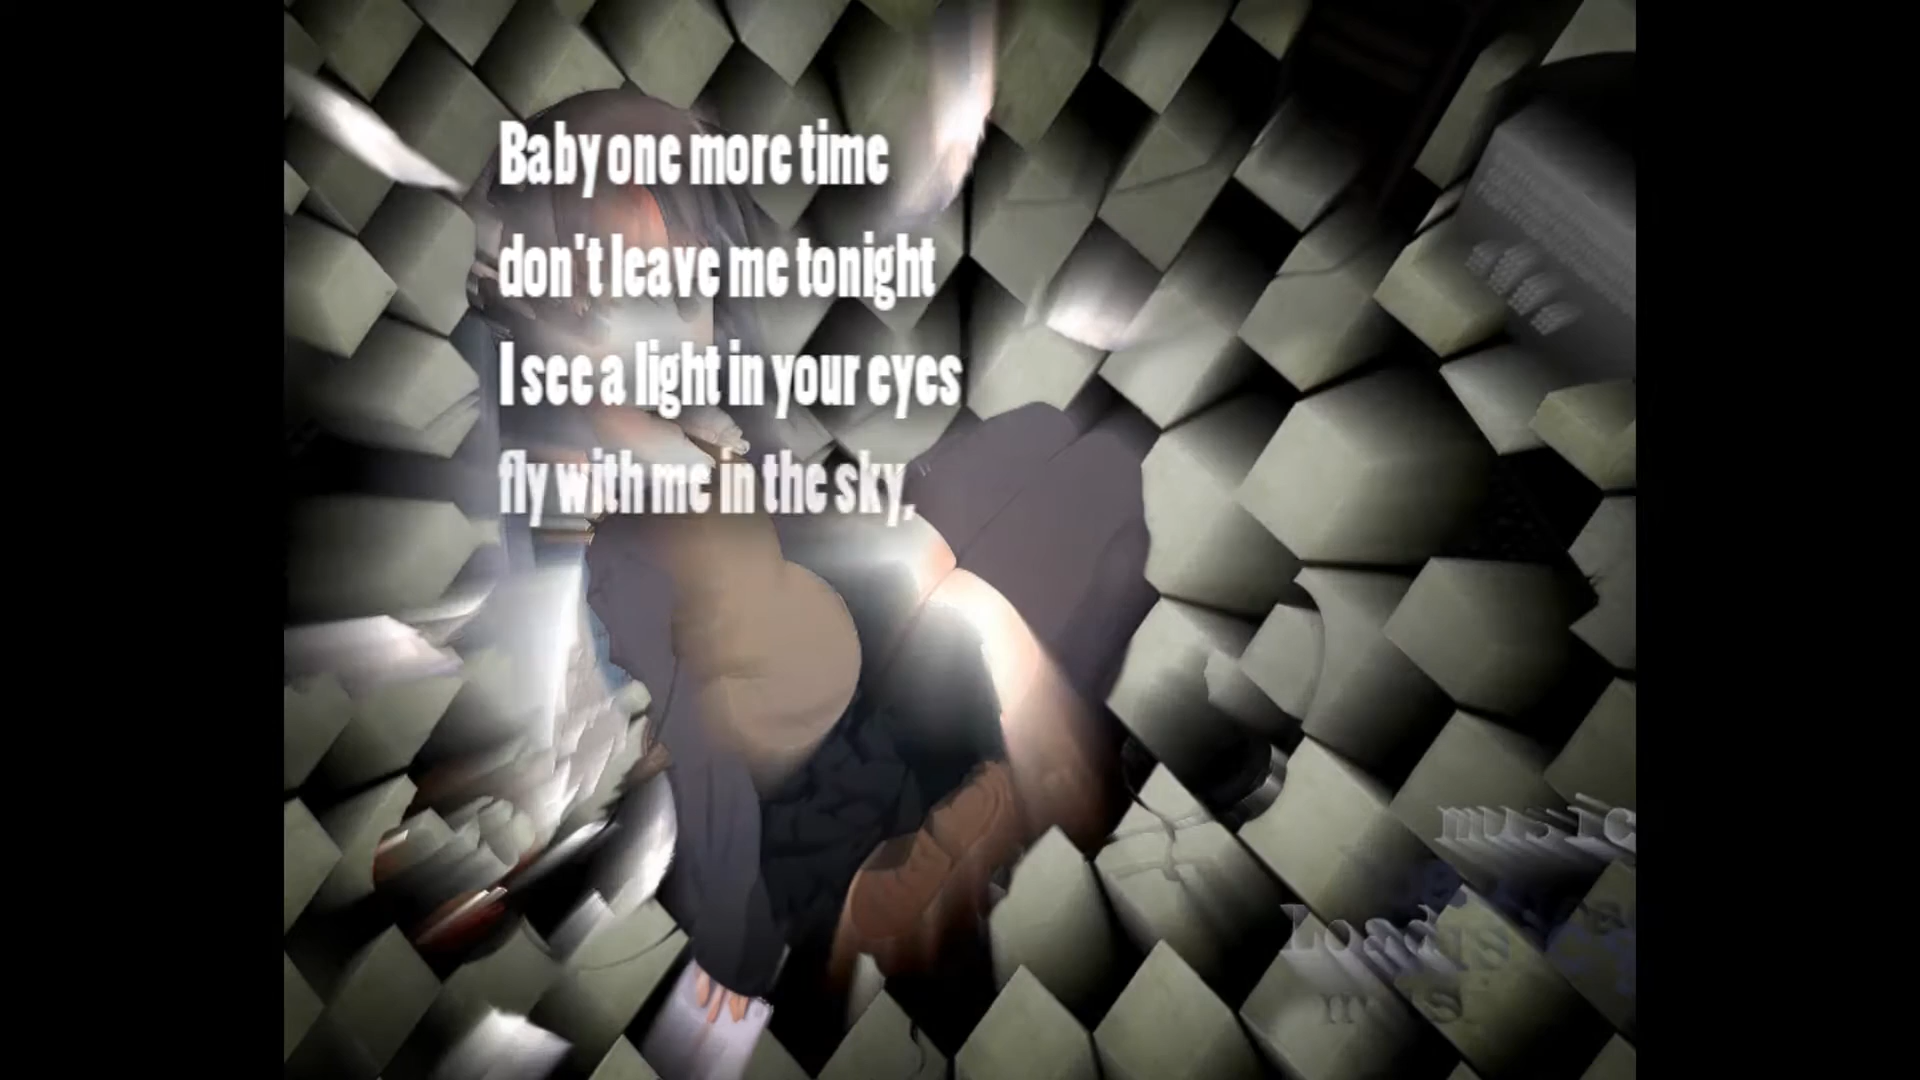 Baby one more time
don't leave me tonight
I see a light in your eyes
fly with me in the sky,
music
Load